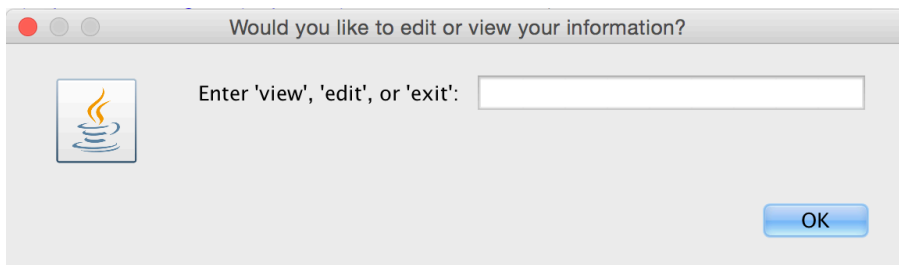 Would you like to edit or view your information?
Enter 'view', 'edit', or 'exit':
OK